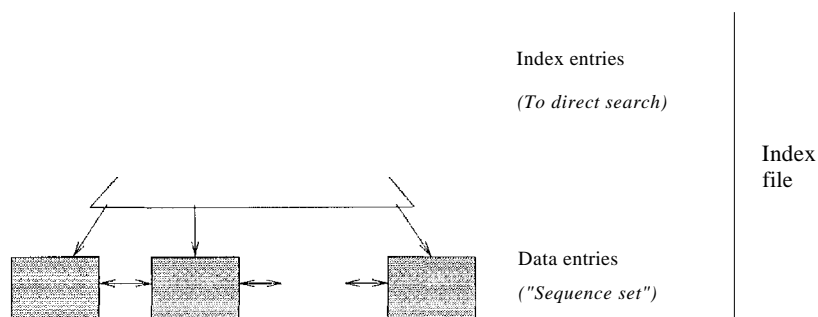 Index entries
(To direct search)
Index
file
Data entries
("Sequence set")